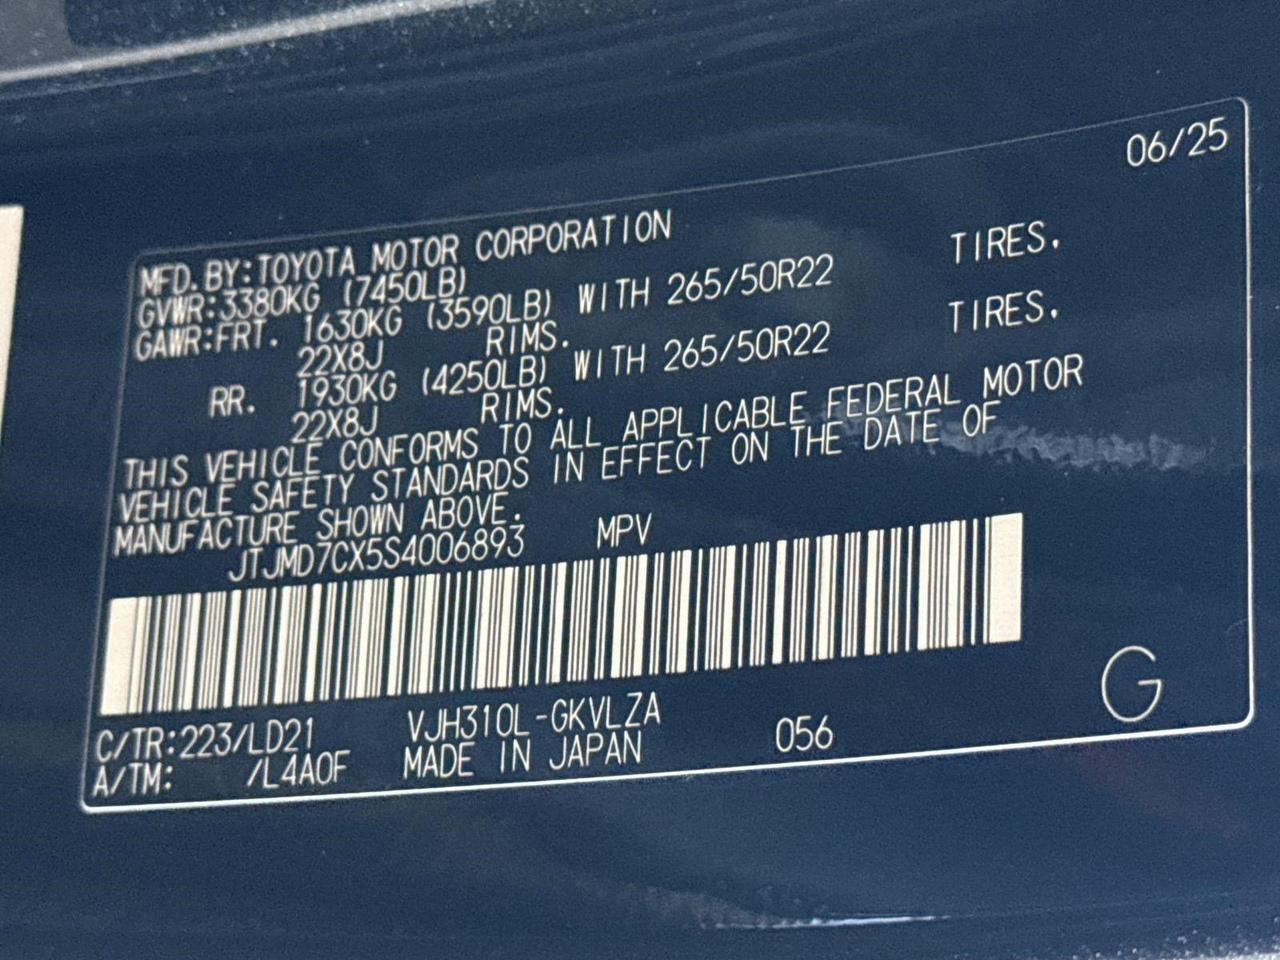 06/25
MFD.BY:TOYOTA MOTOR CORPORATION
GVWR:3380KG (7450LB)
GAWR:FRT. 1630KG (3590LB) WITH 265/50R22 TIRES.
22X8J RIMS.
RR. 1930KG (4250LB) WITH 265/50R22 TIRES.
22X8J RIMS.
THIS VEHICLE CONFORMS TO ALL APPLICABLE FEDERAL MOTOR
VEHICLE SAFETY STANDARDS IN EFFECT ON THE DATE OF
MANUFACTURE SHOWN ABOVE.
JTJMD7CX5S4006893 MPV
C/TR:223/LD21 VJH310L-GKVLZA
A/TM: /L4A0F MADE IN JAPAN 056 G